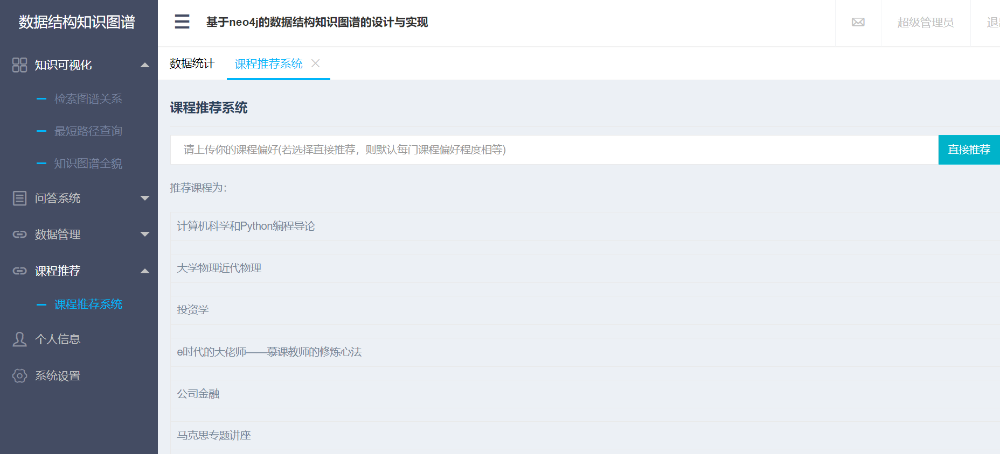 数据结构知识图谱
基于neo4j的数据结构知识图谱的设计与实现
超级管理员
知识可视化
检索图谱关系
最短路径查询
知识图谱全貌
问答系统
数据管理
课程推荐
课程推荐系统
个人信息
系统设置
数据统计
课程推荐系统
课程推荐系统
请上传你的课程偏好(若选择直接推荐，则默认每门课程偏好程度相等)
直接推荐
推荐课程为：
计算机科学和Python编程导论
大学物理近代物理
投资学
e时代的大佬师——慕课教师的修炼心法
公司金融
马克思专题讲座